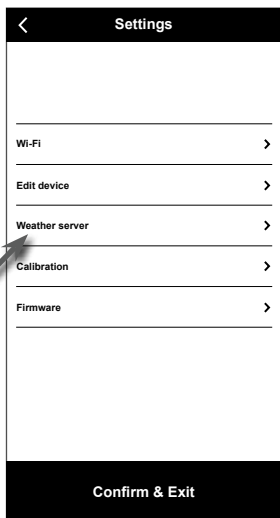 Settings
Wi-Fi
Edit device
Weather server
Calibration
Firmware
Confirm & Exit